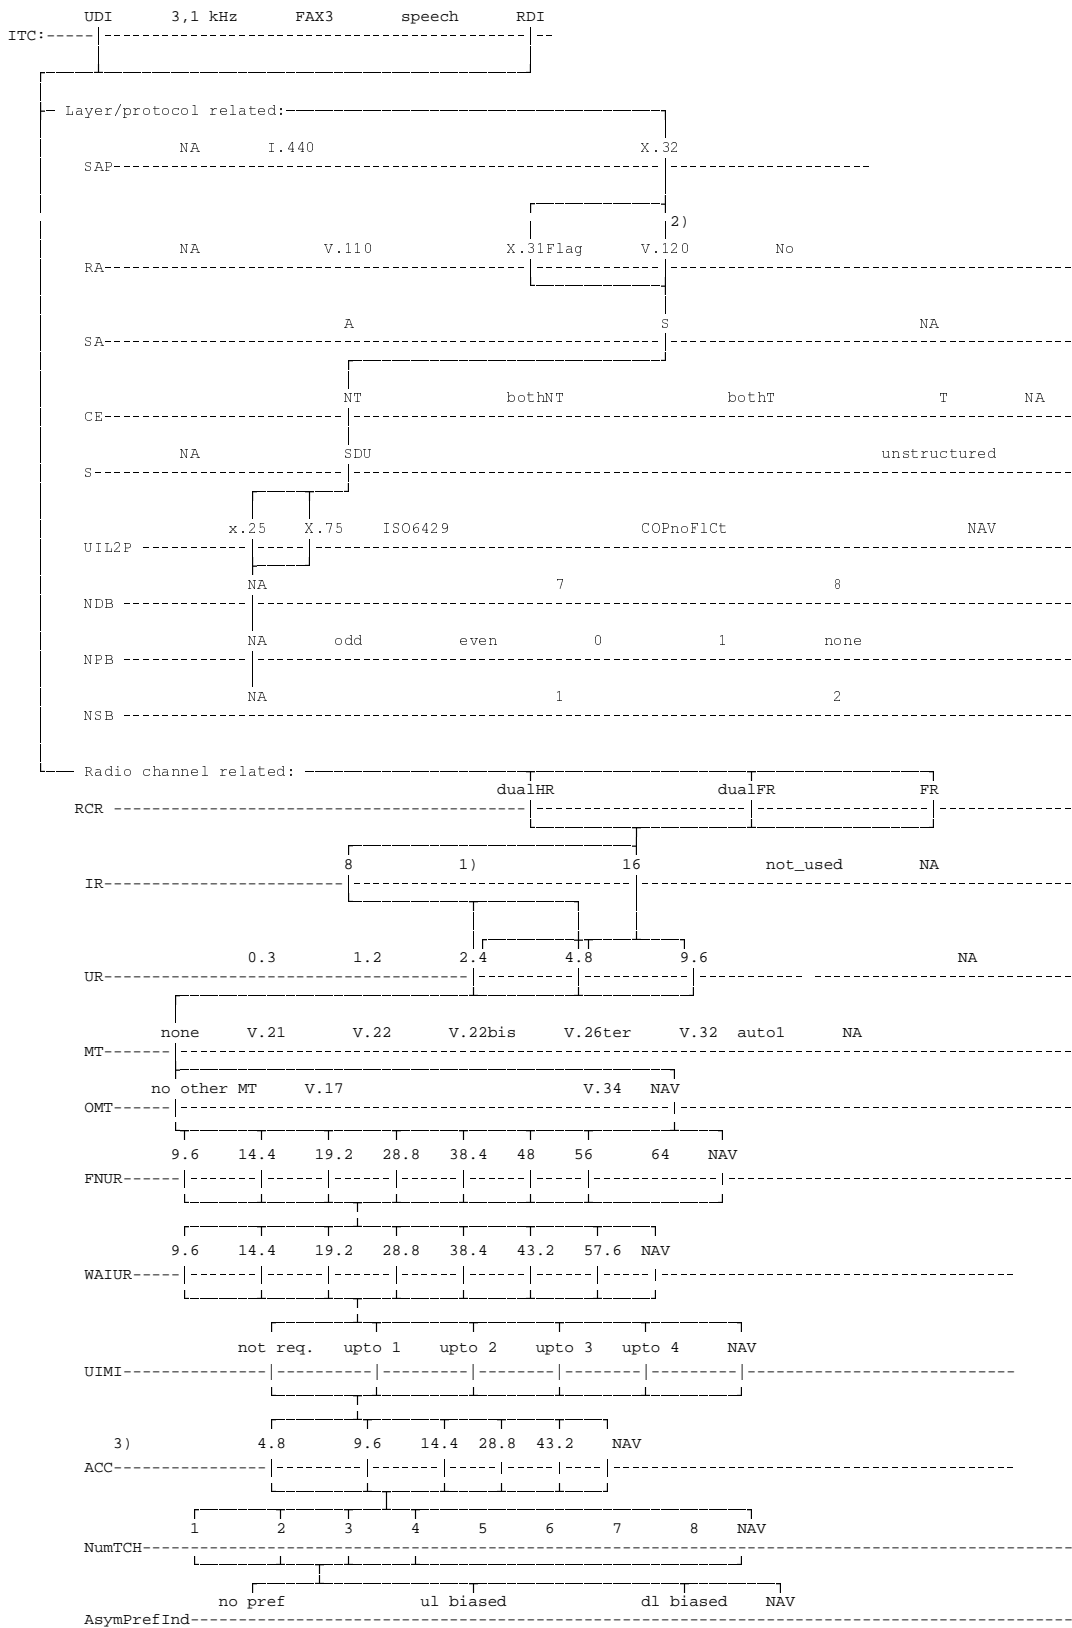 UDI 3,1 kHz FAX3 speech RDI
ITC:
Layer/protocol related:
NA I.440 X.32
SAP
2)
NA V.110 X.31Flag V.120 No
RA
A S NA
SA
NT bothNT bothT T NA
CE
NA SDU unstructured
S
x.25 X.75 ISO6429 COPnoFlCt NAV
UIL2P
NA 7 8
NDB
NA odd even 0 1 none
NPB
NA 1 2
NSB
Radio channel related:
dualHR dualFR FR
RCR
8 1) 16 not_used NA
IR
0.3 1.2 2.4 4.8 9.6 NA
UR
none V.21 V.22 V.22bis V.26ter V.32 auto1 NA
MT
no other MT V.17 V.34 NAV
OMT
9.6 14.4 19.2 28.8 38.4 48 56 64 NAV
FNUR
9.6 14.4 19.2 28.8 38.4 43.2 57.6 NAV
WAIUR
not req. upto 1 upto 2 upto 3 upto 4 NAV
UIMI
3) 4.8 9.6 14.4 28.8 43.2 NAV
ACC
1 2 3 4 5 6 7 8 NAV
NumTCH
no pref ul biased dl biased NAV
AsymPrefInd